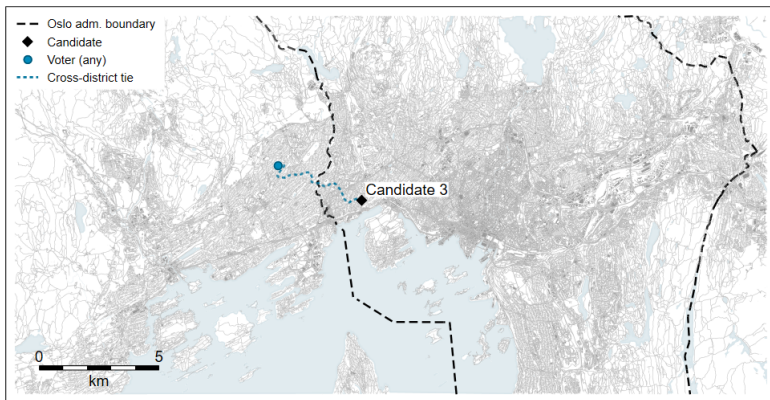 Oslo adm. boundary
Candidate
Voter (any)
Cross-district tie
Candidate 3
0 5
km